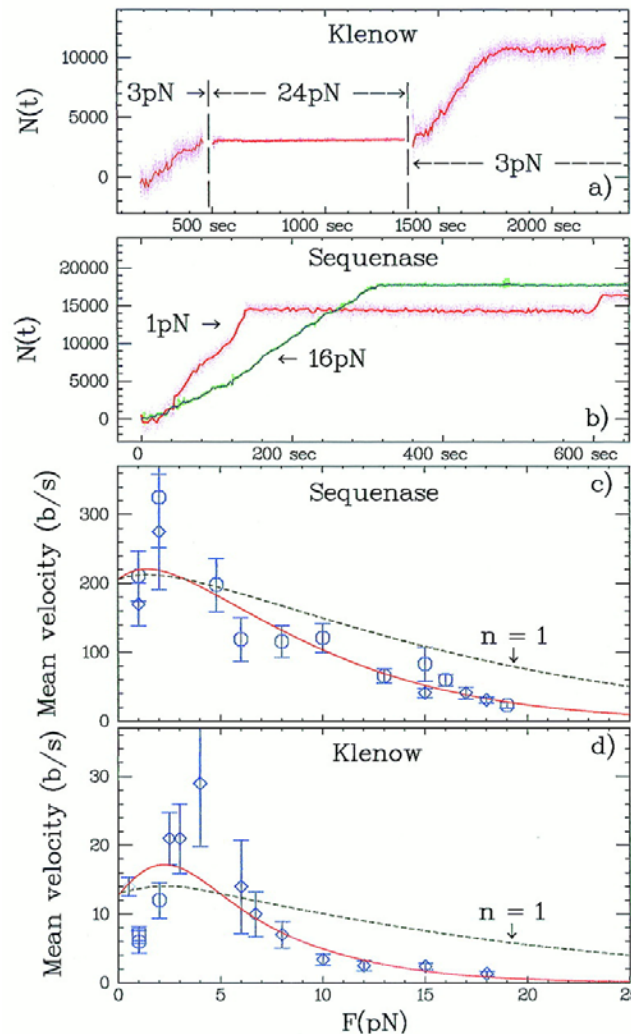 Klenow
10000
5000
0
N(t)
3pN
24pN
3pN
a)
500 sec 1000 sec 1500 sec 2000 sec
Sequenase
20000
15000
10000
5000
0
N(t)
1pN
16pN
b)
0 200 sec 400 sec 600 sec
Sequenase
c)
300
200
100
0
Mean velocity (b/s)
n = 1
Klenow
d)
30
20
10
0
Mean velocity (b/s)
n = 1
0 5 10 15 20 25
F(pN)